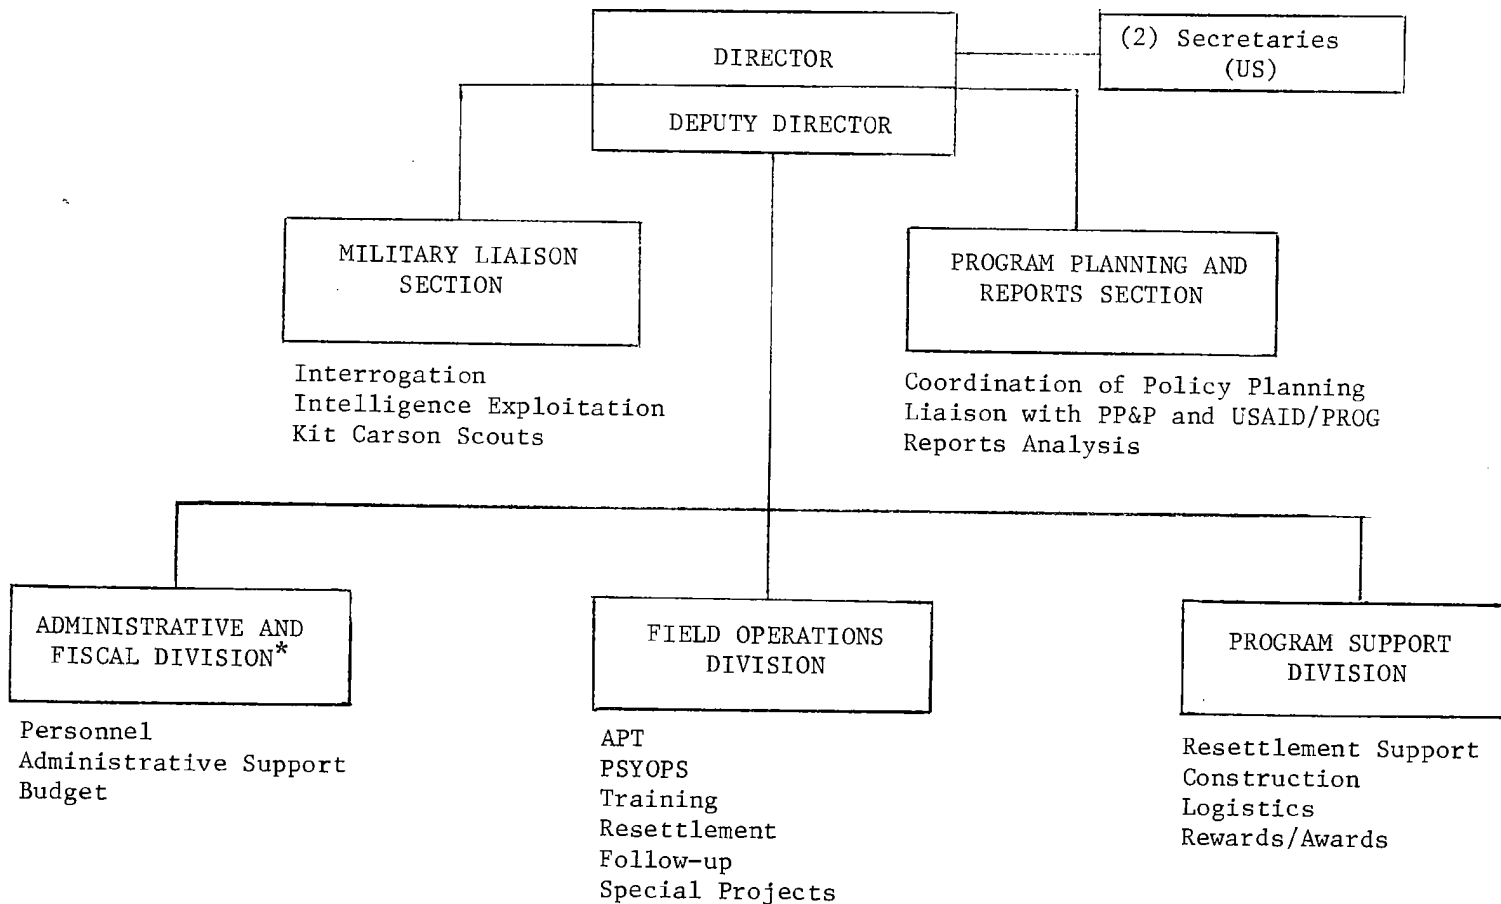 DIRECTOR
(2) Secretaries
(US)
DEPUTY DIRECTOR
MILITARY LIAISON
SECTION
Interrogation
Intelligence Exploitation
Kit Carson Scouts
PROGRAM PLANNING AND
REPORTS SECTION
Coordination of Policy Planning
Liaison with PP&P and USAID/PROG
Reports Analysis
ADMINISTRATIVE AND
FISCAL DIVISION*
Personnel
Administrative Support
Budget
FIELD OPERATIONS
DIVISION
APT
PSYOPS
Training
Resettlement
Follow-up
Special Projects
PROGRAM SUPPORT
DIVISION
Resettlement Support
Construction
Logistics
Rewards/Awards